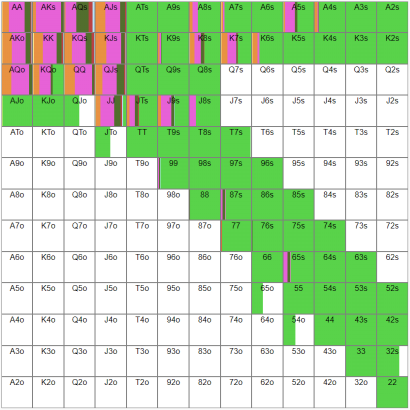 AA AKs AQs AJs ATs A9s A8s A7s A6s A5s A4s A3s A2s
AKo KK KQs KJs KTs K9s K8s K7s K6s K5s K4s K3s K2s
AQo KQo QQ QJs QTs Q9s Q8s Q7s Q6s Q5s Q4s Q3s Q2s
AJo KJo QJo JJ JTs J9s J8s J7s J6s J5s J4s J3s J2s
ATo KTo QTo JTo TT T9s T8s T7s T6s T5s T4s T3s T2s
A9o K9o Q9o J9o T9o 99 98s 97s 96s 95s 94s 93s 92s
A8o K8o Q8o J8o T8o 98o 88 87s 86s 85s 84s 83s 82s
A7o K7o Q7o J7o T7o 97o 87o 77 76s 75s 74s 73s 72s
A6o K6o Q6o J6o T6o 96o 86o 76o 66 65s 64s 63s 62s
A5o K5o Q5o J5o T5o 95o 85o 75o 65o 55 54s 53s 52s
A4o K4o Q4o J4o T4o 94o 84o 74o 64o 54o 44 43s 42s
A3o K3o Q3o J3o T3o 93o 83o 73o 63o 53o 43o 33 32s
A2o K2o Q2o J2o T2o 92o 82o 72o 62o 52o 42o 32o 22